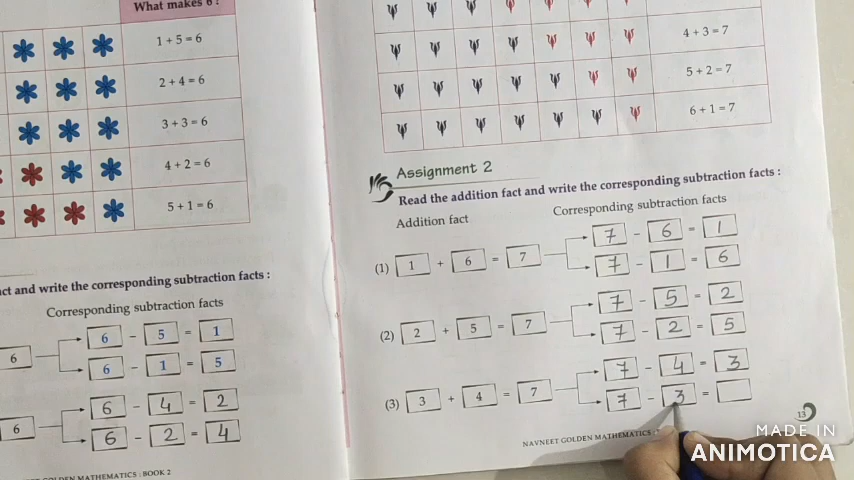 What makes 6 ?
1 + 5 = 6
2 + 4 = 6
3 + 3 = 6
4 + 2 = 6
5 + 1 = 6
act and write the corresponding subtraction facts :
Corresponding subtraction facts
6
6 - 5 = 1
6 - 1 = 5
6
6 - 4 = 2
6 - 2 = 4
GOLDEN MATHEMATICS : BOOK 2
4 + 3 = 7
5 + 2 = 7
6 + 1 = 7
Assignment 2
Read the addition fact and write the corresponding subtraction facts :
Addition fact Corresponding subtraction facts
(1) 1 + 6 = 7
7 - 6 = 1
7 - 1 = 6
(2) 2 + 5 = 7
7 - 5 = 2
7 - 2 = 5
(3) 3 + 4 = 7
7 - 4 = 3
7 - 3 =
13
NAVNEET GOLDEN MATHEMATICS :
MADE IN
ANIMOTICA